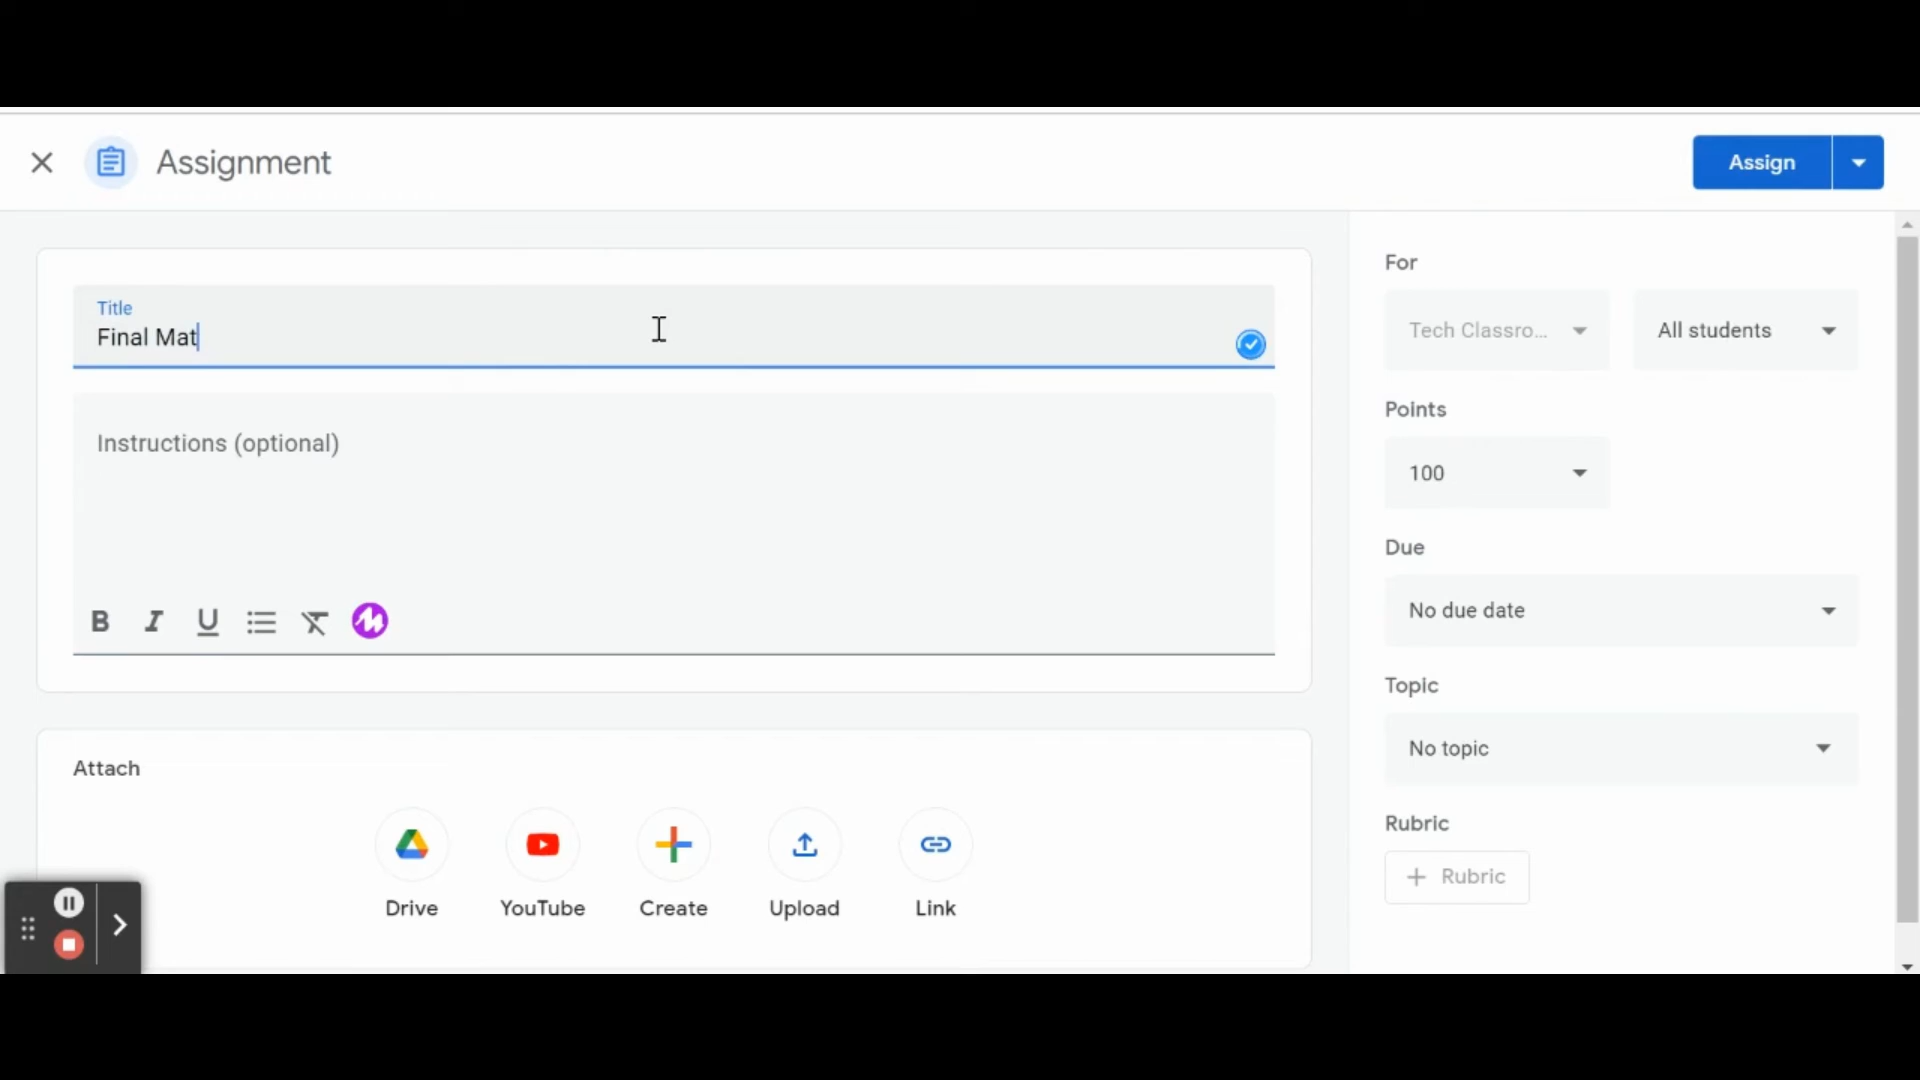 Assignment
Assign
Title
Final Mat
Instructions (optional)
B I U
Attach
Drive YouTube Create Upload Link
For
Tech Classro... All students
Points
100
Due
No due date
Topic
No topic
Rubric
+ Rubric